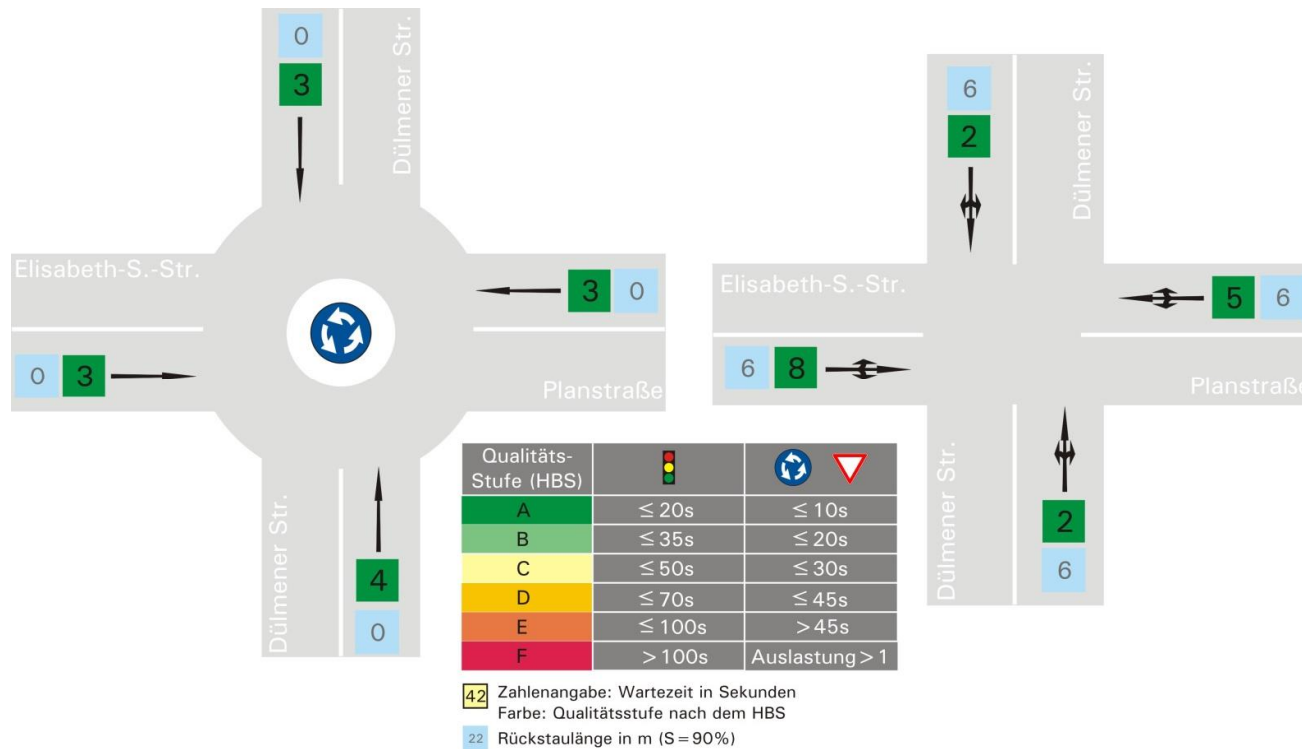 0
3
Dülmener Str.
Elisabeth-S.-Str.
3 0
0 3
Planstraße
Dülmener Str.
4
0
6
2
Dülmener Str.
Elisabeth-S.-Str.
5 6
6 8
Planstraße
Dülmener Str.
2
6
Qualitäts-
Stufe (HBS)
A ≤ 20s ≤ 10s
B ≤ 35s ≤ 20s
C ≤ 50s ≤ 30s
D ≤ 70s ≤ 45s
E ≤ 100s > 45s
F > 100s Auslastung > 1
42 Zahlenangabe: Wartezeit in Sekunden
Farbe: Qualitätsstufe nach dem HBS
22 Rückstaulänge in m (S = 90%)